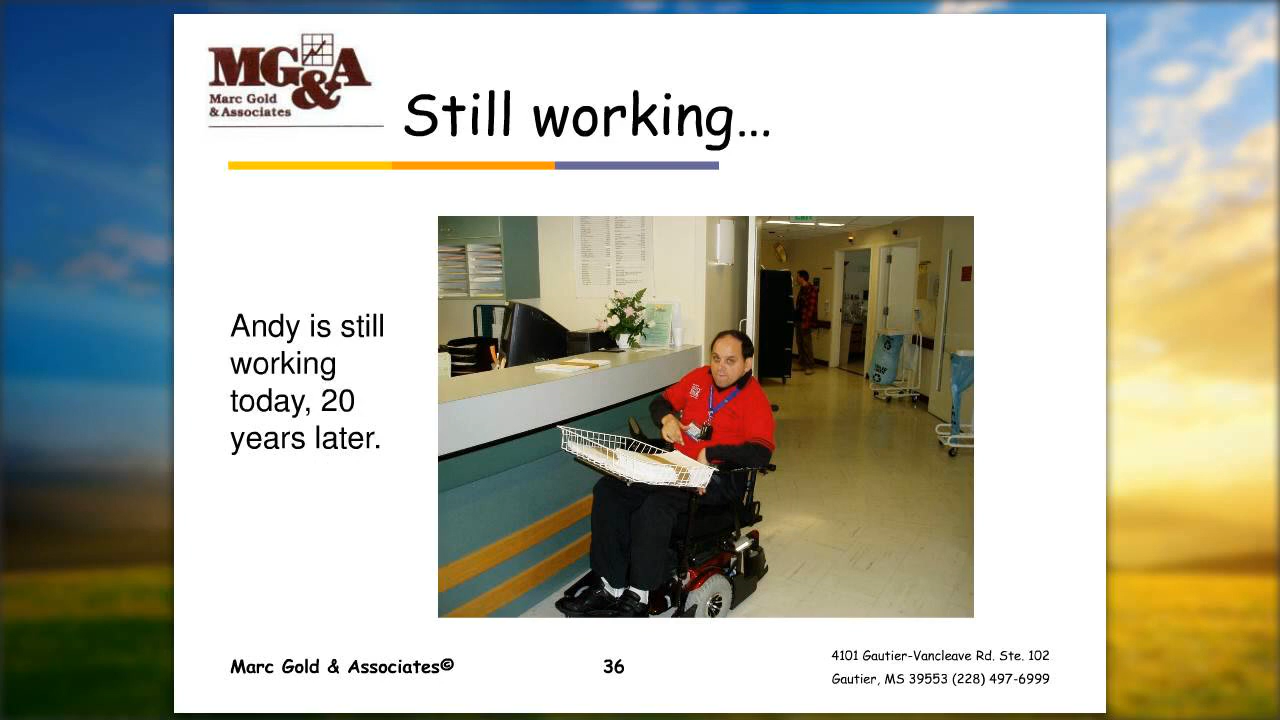 MG&A
Marc Gold
& Associates
Still working…
Andy is still
working
today, 20
years later.
EXIT
Marc Gold & Associates©
36
4101 Gautier-Vancleave Rd. Ste. 102
Gautier, MS 39553 (228) 497-6999